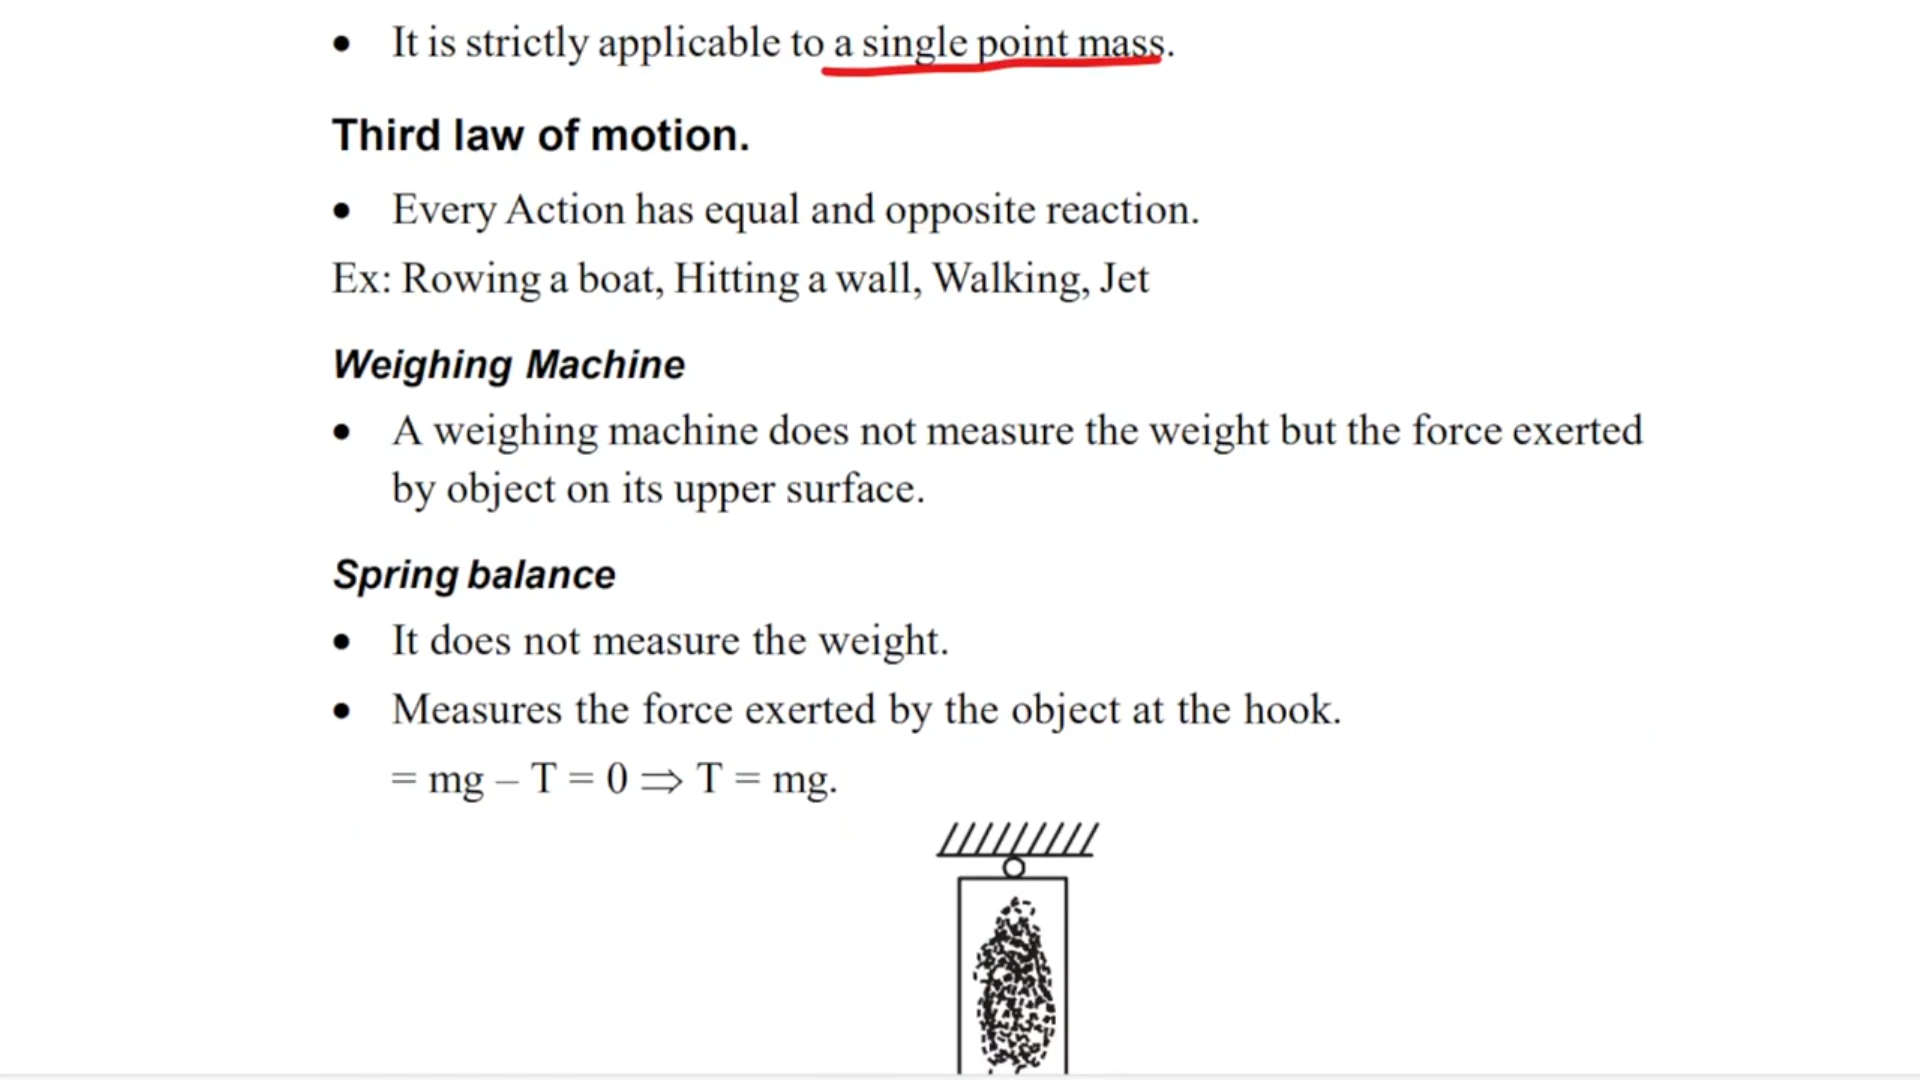 • It is strictly applicable to a single point mass.
Third law of motion.
• Every Action has equal and opposite reaction.
Ex: Rowing a boat, Hitting a wall, Walking, Jet
Weighing Machine
• A weighing machine does not measure the weight but the force exerted
by object on its upper surface.
Spring balance
• It does not measure the weight.
• Measures the force exerted by the object at the hook.
= mg – T = 0 ⇒ T = mg.